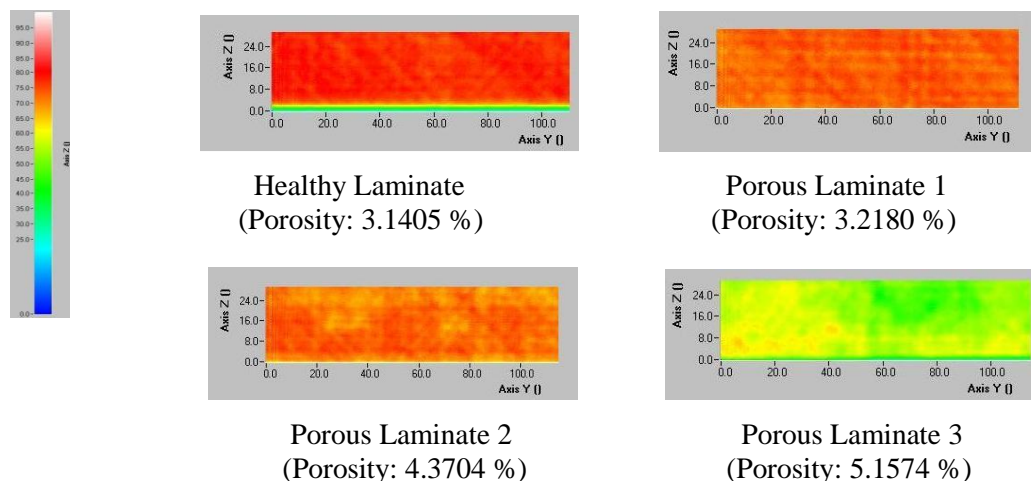 95.0
90.0
85.0
80.0
75.0
70.0
65.0
60.0
55.0
50.0
45.0
40.0
35.0
30.0
25.0
0.0
Axis Z ()
Axis Z ()
24.0
16.0
8.0
0.0
0.0 20.0 40.0 60.0 80.0 100.0
Axis Y ()
Healthy Laminate
(Porosity: 3.1405 %)
Axis Z ()
24.0
16.0
8.0
0.0
0.0 20.0 40.0 60.0 80.0 100.0
Axis Y ()
Porous Laminate 1
(Porosity: 3.2180 %)
Axis Z ()
24.0
16.0
8.0
0.0
0.0 20.0 40.0 60.0 80.0 100.0
Axis Y ()
Porous Laminate 2
(Porosity: 4.3704 %)
Axis Z ()
24.0
16.0
8.0
0.0
0.0 20.0 40.0 60.0 80.0 100.0
Axis Y ()
Porous Laminate 3
(Porosity: 5.1574 %)